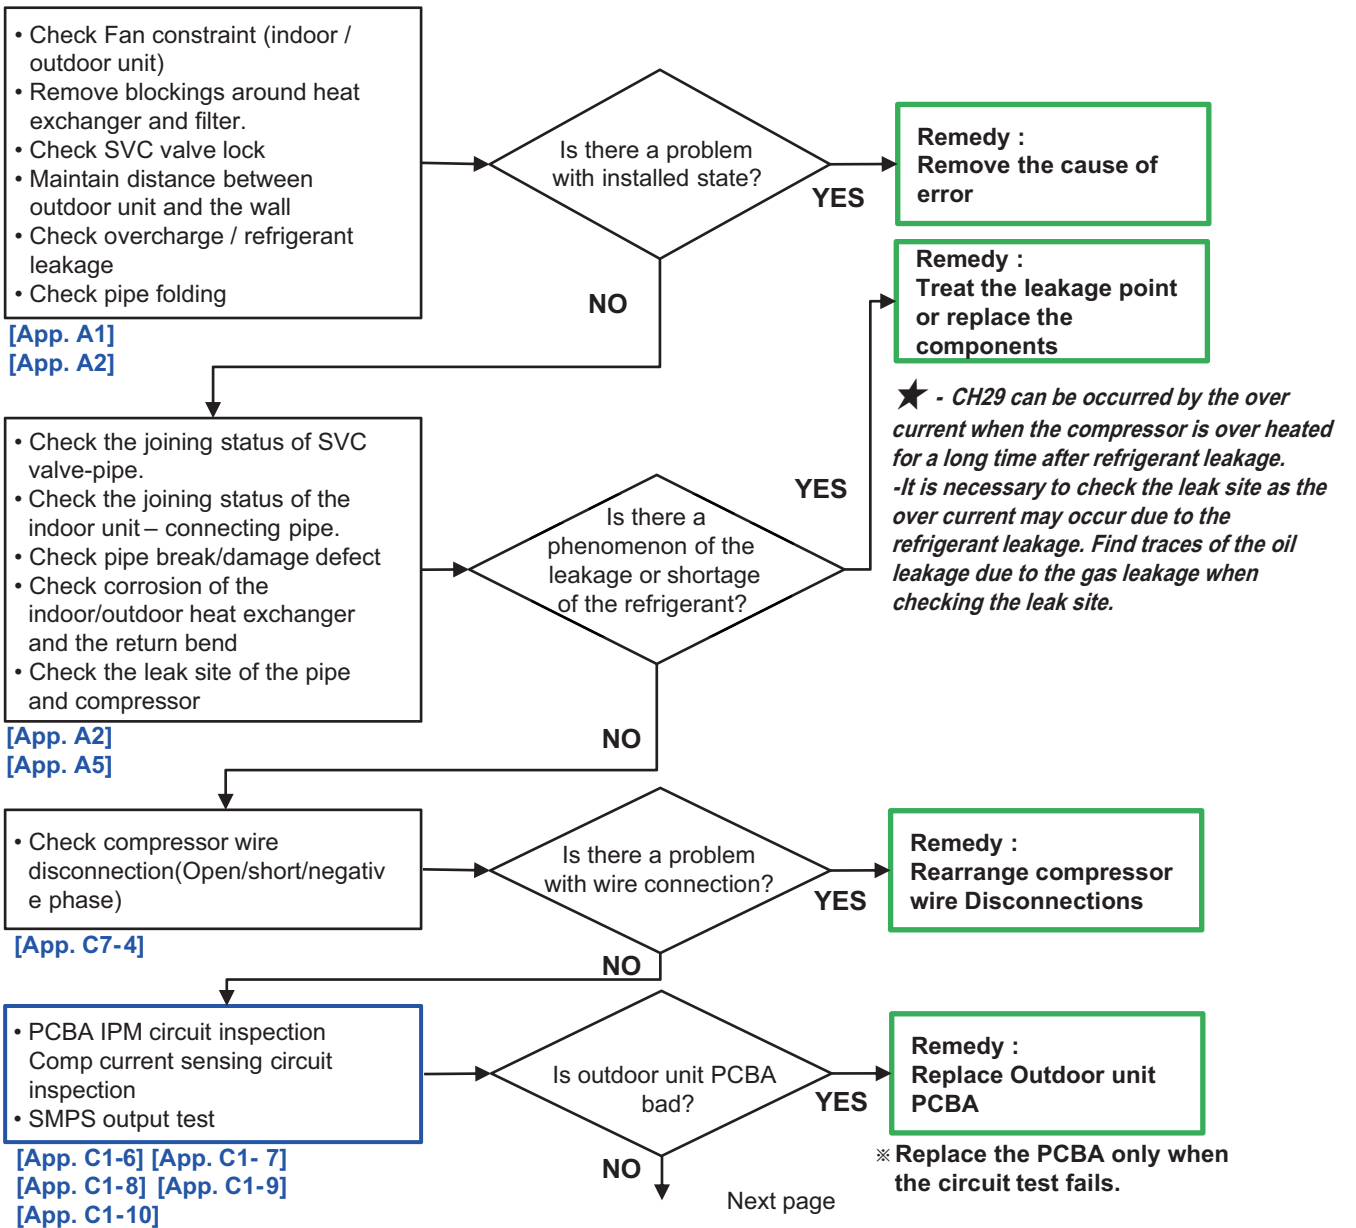 • Check Fan constraint (indoor /
outdoor unit)
• Remove blockings around heat
exchanger and filter.
• Check SVC valve lock
• Maintain distance between
outdoor unit and the wall
• Check overcharge / refrigerant
leakage
• Check pipe folding
[App. A1]
[App. A2]
Is there a problem
with installed state?
YES
NO
Remedy :
Remove the cause of
error
Remedy :
Treat the leakage point
or replace the
components
★ - CH29 can be occurred by the over
current when the compressor is over heated
for a long time after refrigerant leakage.
-It is necessary to check the leak site as the
over current may occur due to the
refrigerant leakage. Find traces of the oil
leakage due to the gas leakage when
checking the leak site.
• Check the joining status of SVC
valve-pipe.
• Check the joining status of the
indoor unit – connecting pipe.
• Check pipe break/damage defect
• Check corrosion of the
indoor/outdoor heat exchanger
and the return bend
• Check the leak site of the pipe
and compressor
[App. A2]
[App. A5]
Is there a
phenomenon of the
leakage or shortage
of the refrigerant?
YES
NO
• Check compressor wire
disconnection(Open/short/negativ
e phase)
[App. C7-4]
Is there a problem
with wire connection?
YES
NO
Remedy :
Rearrange compressor
wire Disconnections
• PCBA IPM circuit inspection
Comp current sensing circuit
inspection
• SMPS output test
[App. C1-6] [App. C1- 7]
[App. C1-8] [App. C1-9]
[App. C1-10]
Is outdoor unit PCBA
bad?
YES
NO
Next page
Remedy :
Replace Outdoor unit
PCBA
※ Replace the PCBA only when
the circuit test fails.